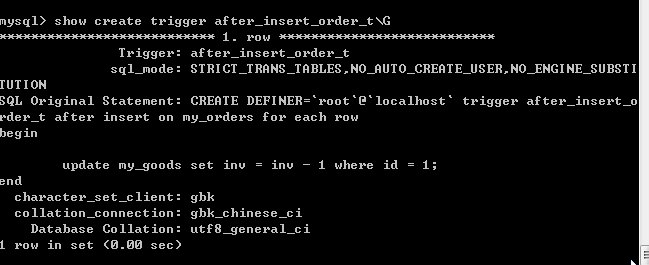 mysql> show create trigger after_insert_order_t\G
*************************** 1. row ***************************
Trigger: after_insert_order_t
sql_mode: STRICT_TRANS_TABLES,NO_AUTO_CREATE_USER,NO_ENGINE_SUBSTI
TUTION
SQL Original Statement: CREATE DEFINER=`root`@`localhost` trigger after_insert_o
rder_t after insert on my_orders for each row
begin
update my_goods set inv = inv - 1 where id = 1;
end
character_set_client: gbk
collation_connection: gbk_chinese_ci
Database Collation: utf8_general_ci
1 row in set (0.00 sec)